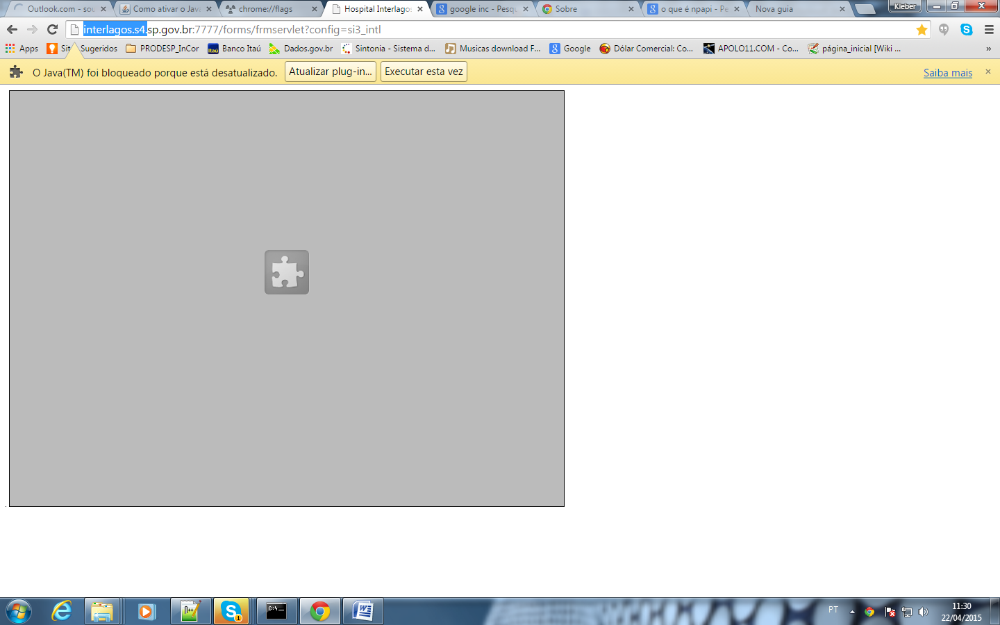 Outlook.com - sou
Como ativar o Java
chrome://flags
Hospital Interlagos
google inc - Pesqu
Sobre
o que é npapi - Pe
Nova guia
Kleber
interlagos.s4.sp.gov.br:7777/forms/frmservlet?config=si3_intl
Apps
Sit Sugeridos
PRODESP_InCor
Banco Itaú
Dados.gov.br
Sintonia - Sistema d...
Musicas download F...
Google
Dólar Comercial: Co...
APOLO11.COM - Co...
página_inicial [Wiki ...
»
O Java(TM) foi bloqueado porque está desatualizado.
Atualizar plug-in...
Executar esta vez
Saiba mais
PT
11:30
22/04/2015